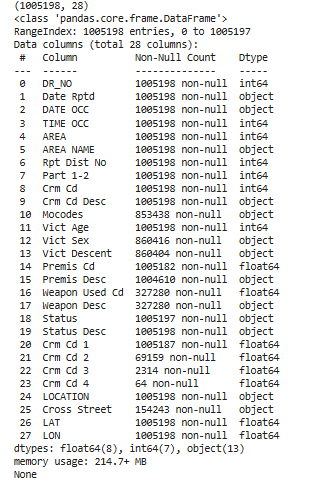 (1005198, 28)
<class 'pandas.core.frame.DataFrame'>
RangeIndex: 1005198 entries, 0 to 1005197
Data columns (total 28 columns):
 #   Column          Non-Null Count    Dtype
---  ------          --------------    -----
 0   DR_NO           1005198 non-null  int64
 1   Date Rptd       1005198 non-null  object
 2   DATE OCC        1005198 non-null  object
 3   TIME OCC        1005198 non-null  int64
 4   AREA            1005198 non-null  int64
 5   AREA NAME       1005198 non-null  object
 6   Rpt Dist No     1005198 non-null  int64
 7   Part 1-2        1005198 non-null  int64
 8   Crm Cd          1005198 non-null  int64
 9   Crm Cd Desc     1005198 non-null  object
 10  Mocodes         853438 non-null   object
 11  Vict Age        1005198 non-null  int64
 12  Vict Sex        860416 non-null   object
 13  Vict Descent    860404 non-null   object
 14  Premis Cd       1005182 non-null  float64
 15  Premis Desc     1004610 non-null  object
 16  Weapon Used Cd  327280 non-null   float64
 17  Weapon Desc     327280 non-null   object
 18  Status          1005197 non-null  object
 19  Status Desc     1005198 non-null  object
 20  Crm Cd 1        1005187 non-null  float64
 21  Crm Cd 2        69159 non-null    float64
 22  Crm Cd 3        2314 non-null     float64
 23  Crm Cd 4        64 non-null       float64
 24  LOCATION        1005198 non-null  object
 25  Cross Street    154243 non-null   object
 26  LAT             1005198 non-null  float64
 27  LON             1005198 non-null  float64
dtypes: float64(8), int64(7), object(13)
memory usage: 214.7+ MB
None